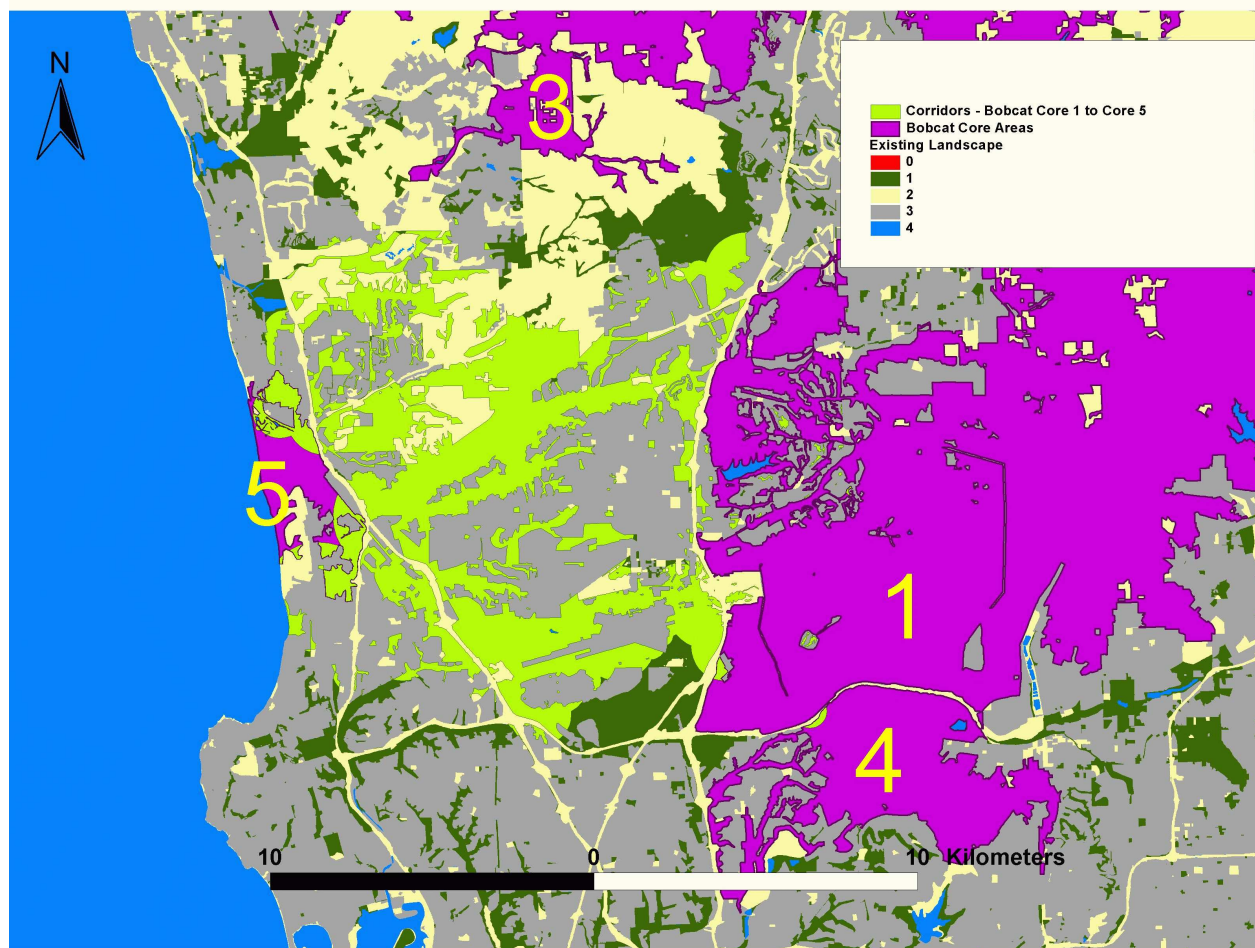 N
3
Corridors - Bobcat Core 1 to Core 5
Bobcat Core Areas
Existing Landscape
0
1
2
3
4
5
1
4
10 0 10 Kilometers